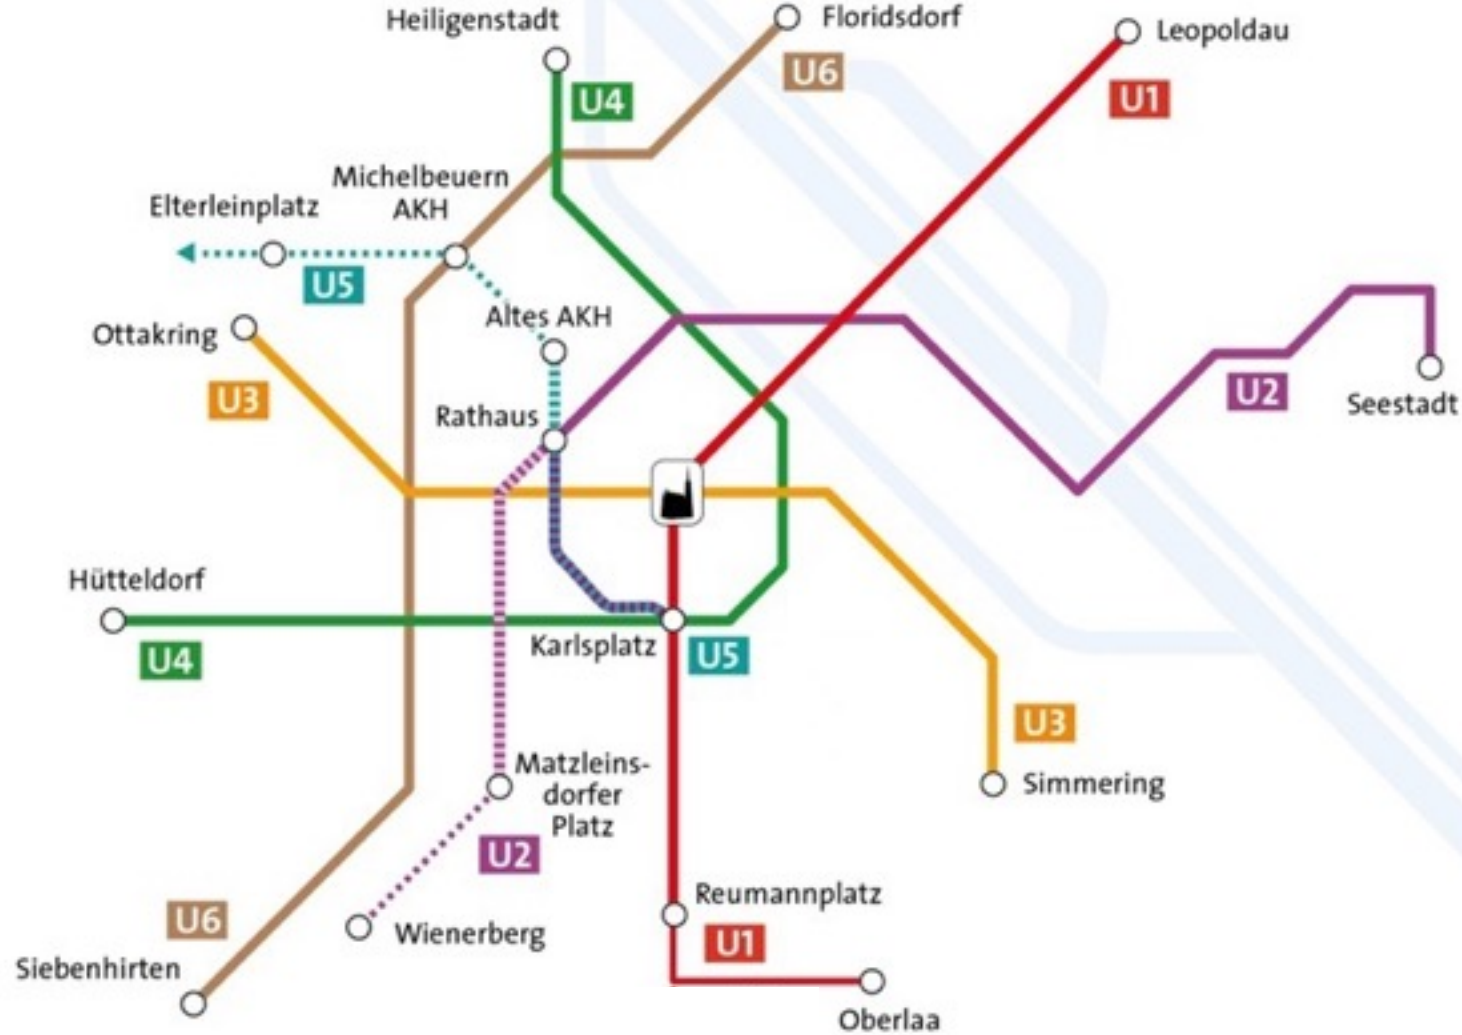 Heiligenstadt
Floridsdorf
Leopoldau
U6
U4
U1
Michelbeuern
AKH
Elterleinplatz
U5
Altes AKH
Ottakring
U3
U2
Seestadt
Rathaus
Hütteldorf
U4
Karlsplatz
U5
U3
Matzleins-
dorfer
Platz
Simmering
U2
Reumannplatz
U6
Wienerberg
U1
Siebenhirten
Oberlaa